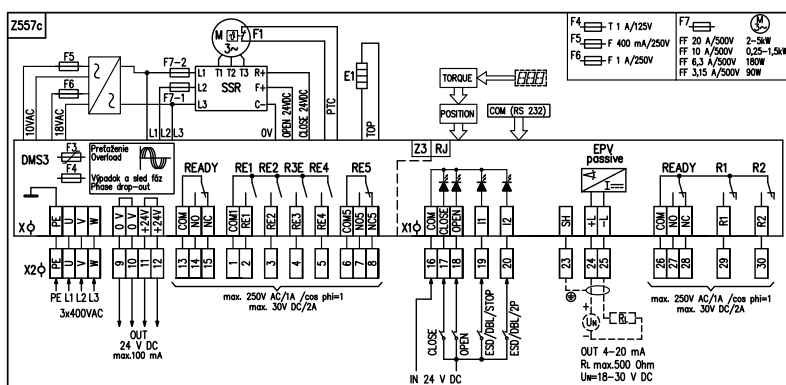 Z557c
M
3~
F1
F5
F6
F7-2
F7-1
L1
L2
L3
T1 T2 T3
SSR
R+
F+
C-
E1
10VAC
18VAC
L1
L2
L3
0V
OPEN 24VDC
CLOSE 24VDC
PTC
TOP
TORQUE
POSITION
COM (RS 232)
F4 T 1 A/125V
F5 F 400 mA/250V
F6 F 1 A/250V
F7
M
3~
FF 20 A/500V 2-5kW
FF 10 A/500V 0,25-1,5kW
FF 6,3 A/500V 180W
FF 3,15 A/500V 90W
DMS3
F3
F4
Preťaženie
Overload
Výpadok a sled fáz
Phase drop-out
READY
RE1 RE2 R3E RE4
RE5
Z3 RJ
EPV
passive
I
READY
R1
R2
X
PE U V W
0 V 0 V +24V +24V
COM NO NC
COM1 RE1 RE2 RE3 RE4
COM5 NO5 NC5
X1
COM CLOSE OPEN
I1
I2
SH
+L -L
COM NO NC
R1
R2
X2
PE U V W
9 10 11 12
13 14 15
1 2 3 4 5
6 7 8
16 17 18 19 20
23 24 25
26 27 28 29 30
PE L1 L2 L3
3x400VAC
OUT
24 V DC
max.100 mA
max. 250V AC/1A /cos phi=1
max. 30V DC/2A
CLOSE
OPEN
ESD/DBL/STOP
ESD/DBL/2P
IN 24 V DC
+
UN
-
RL
OUT 4-20 mA
RL max.500 Ohm
UN=18-30 V DC
max. 250V AC/1A /cos phi=1
max. 30V DC/2A